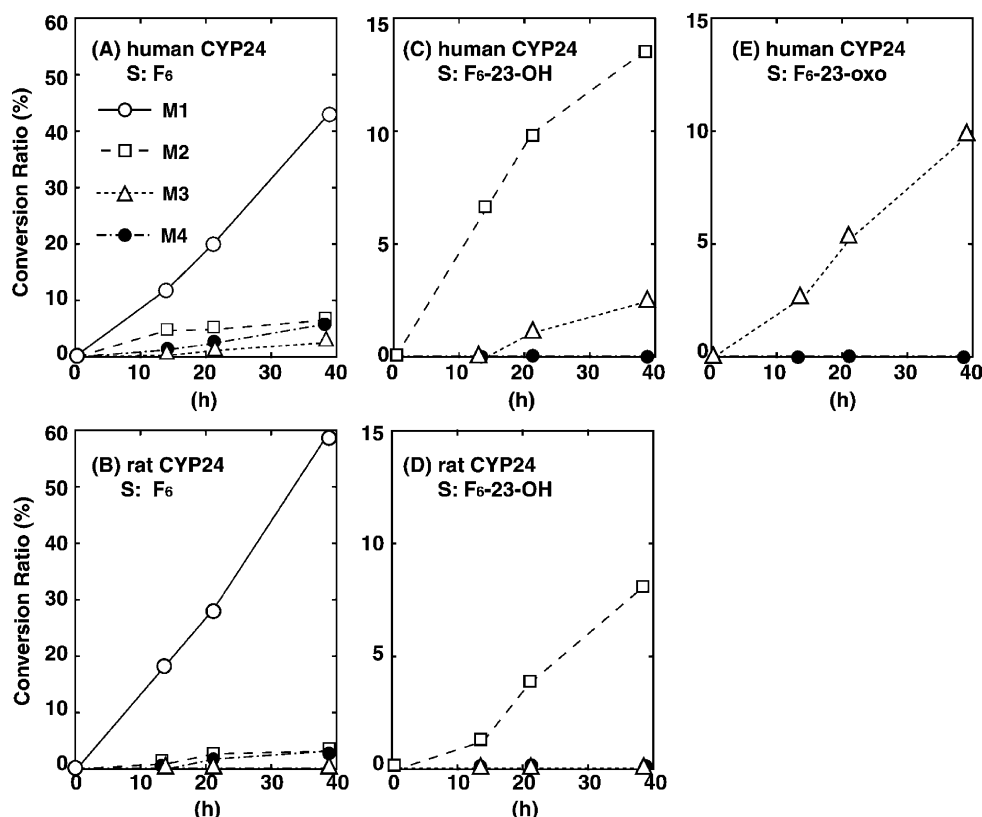 60
50
40
30
20
10
0
0
10
20
30
40
(h)
Conversion Ratio (%)
(A) human CYP24
S: F6
M1
M2
M3
M4
15
10
5
0
0
10
20
30
40
(h)
(C) human CYP24
S: F6-23-OH
15
10
5
0
0
10
20
30
40
(h)
(E) human CYP24
S: F6-23-oxo
60
50
40
30
20
10
0
0
10
20
30
40
(h)
Conversion Ratio (%)
(B) rat CYP24
S: F6
15
10
5
0
0
10
20
30
40
(h)
(D) rat CYP24
S: F6-23-OH